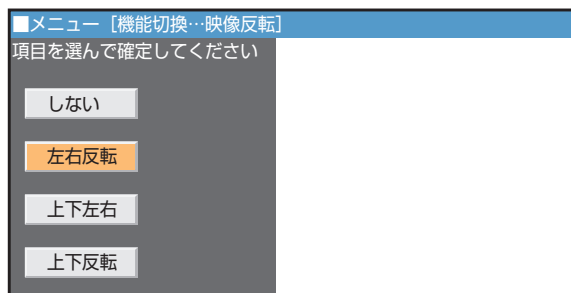 ■メニュー［機能切換…映像反転］
項目を選んで確定してください
しない
左右反転
上下左右
上下反転